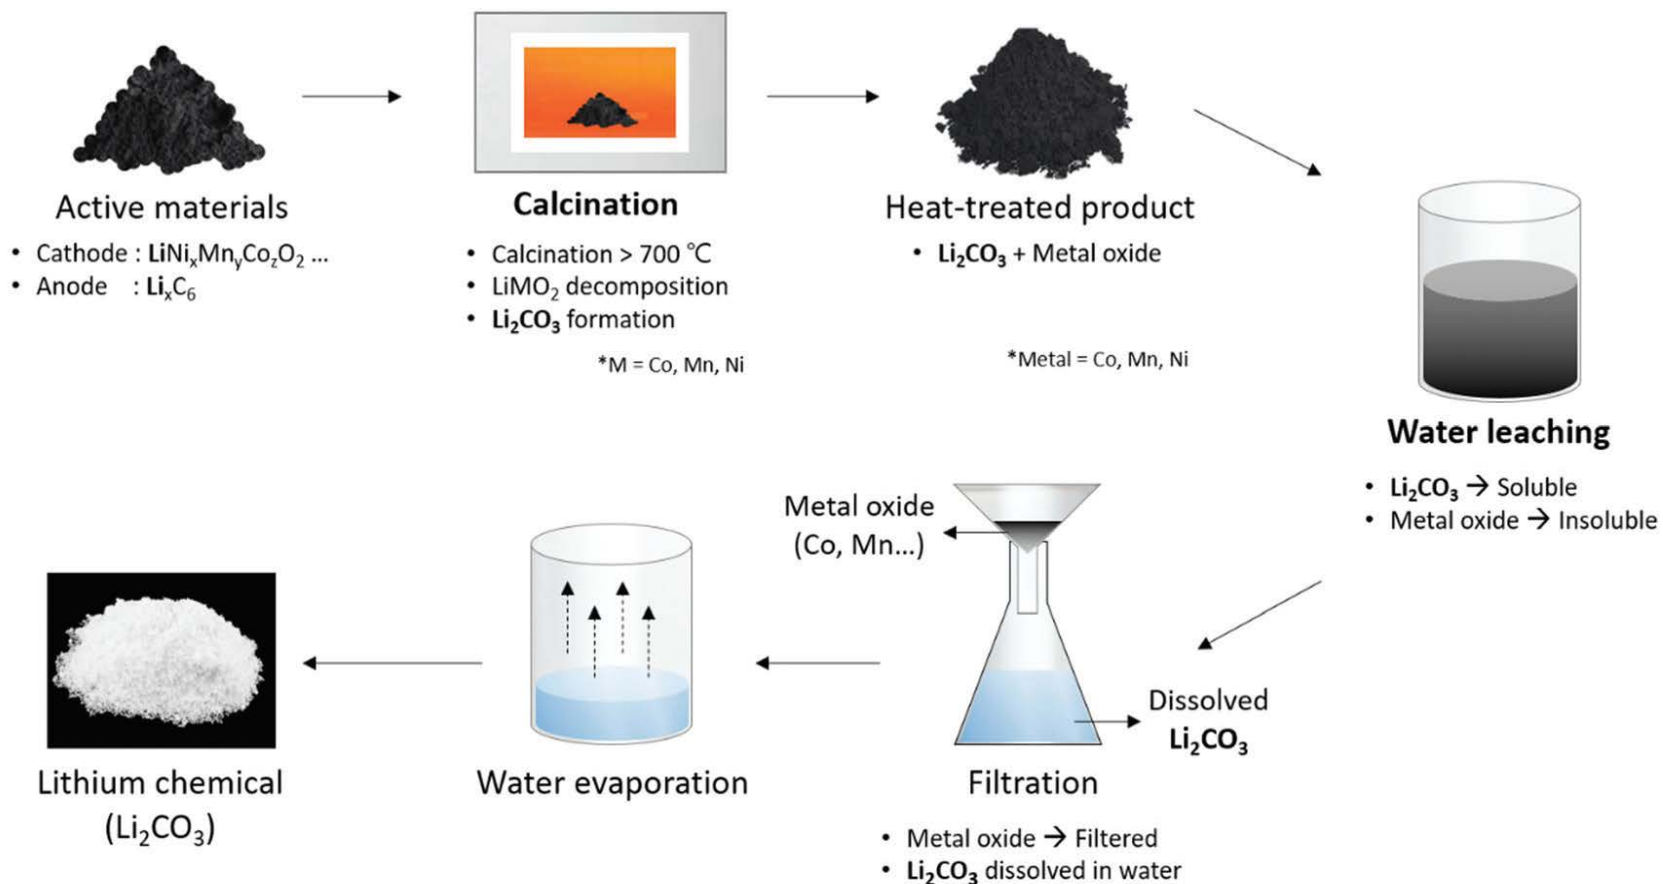 Active materials
• Cathode : LiNiₓMnᵧCo_zO₂ ...
• Anode : LiₓC₆
Calcination
• Calcination > 700 ℃
• LiMO₂ decomposition
• Li₂CO₃ formation
*M = Co, Mn, Ni
Heat-treated product
• Li₂CO₃ + Metal oxide
*Metal = Co, Mn, Ni
Water leaching
• Li₂CO₃ → Soluble
• Metal oxide → Insoluble
Metal oxide
(Co, Mn...)
Dissolved
Li₂CO₃
Filtration
• Metal oxide → Filtered
• Li₂CO₃ dissolved in water
Water evaporation
Lithium chemical
(Li₂CO₃)